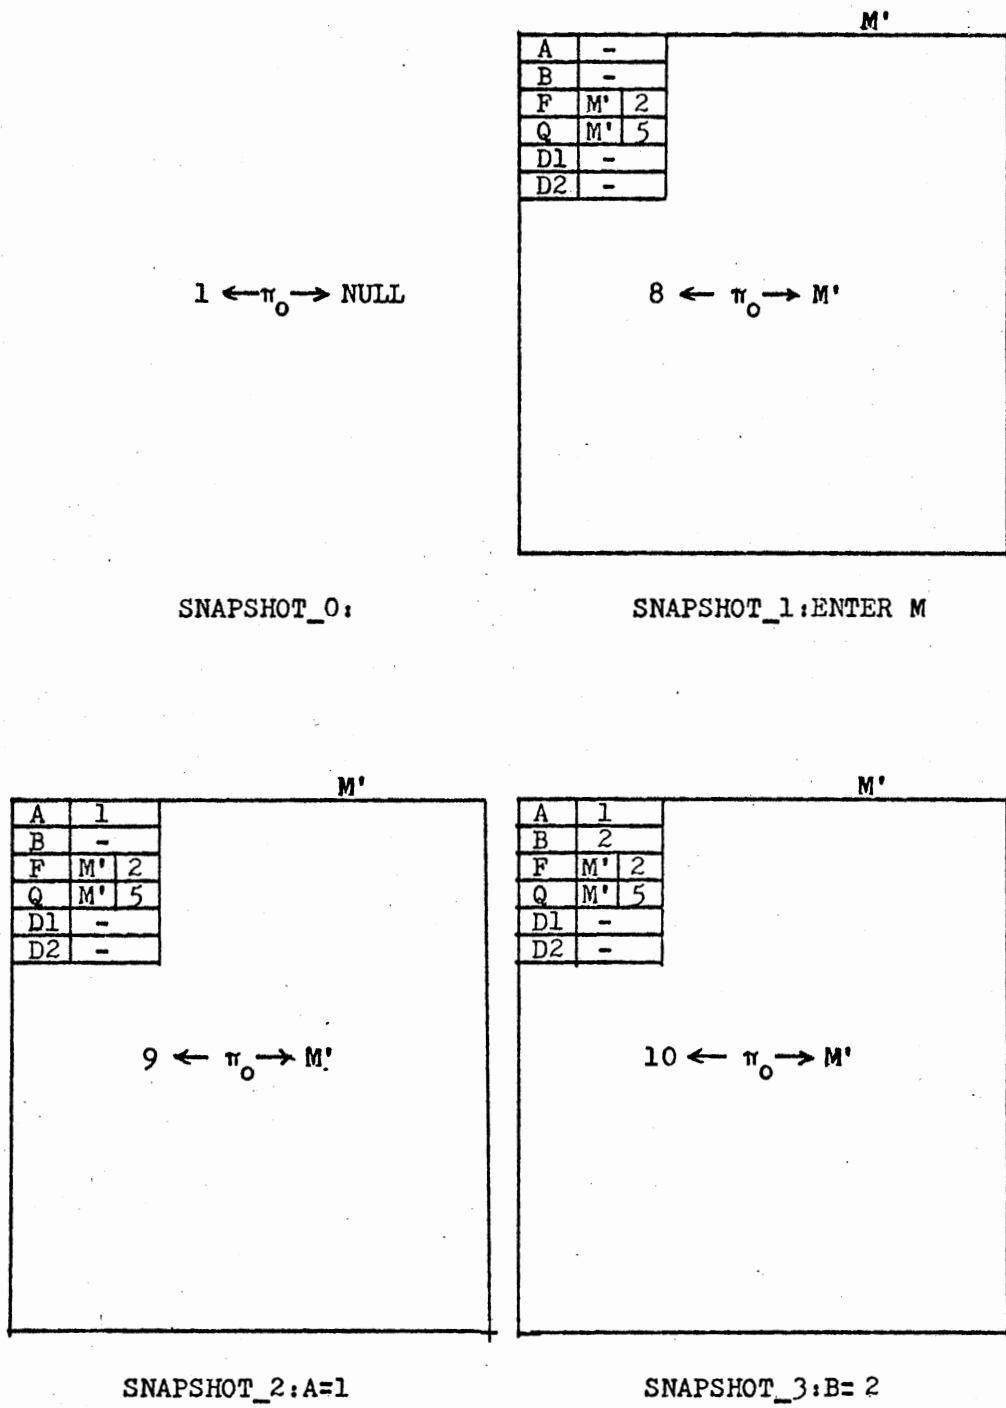 1 ← π₀ → NULL
SNAPSHOT_0:
M'
A -
B -
F M' 2
Q M' 5
D1 -
D2 -
8 ← π₀ → M'
SNAPSHOT_1:ENTER M
M'
A 1
B -
F M' 2
Q M' 5
D1 -
D2 -
9 ← π₀ → M'
SNAPSHOT_2:A=1
M'
A 1
B 2
F M' 2
Q M' 5
D1 -
D2 -
10 ← π₀ → M'
SNAPSHOT_3:B= 2